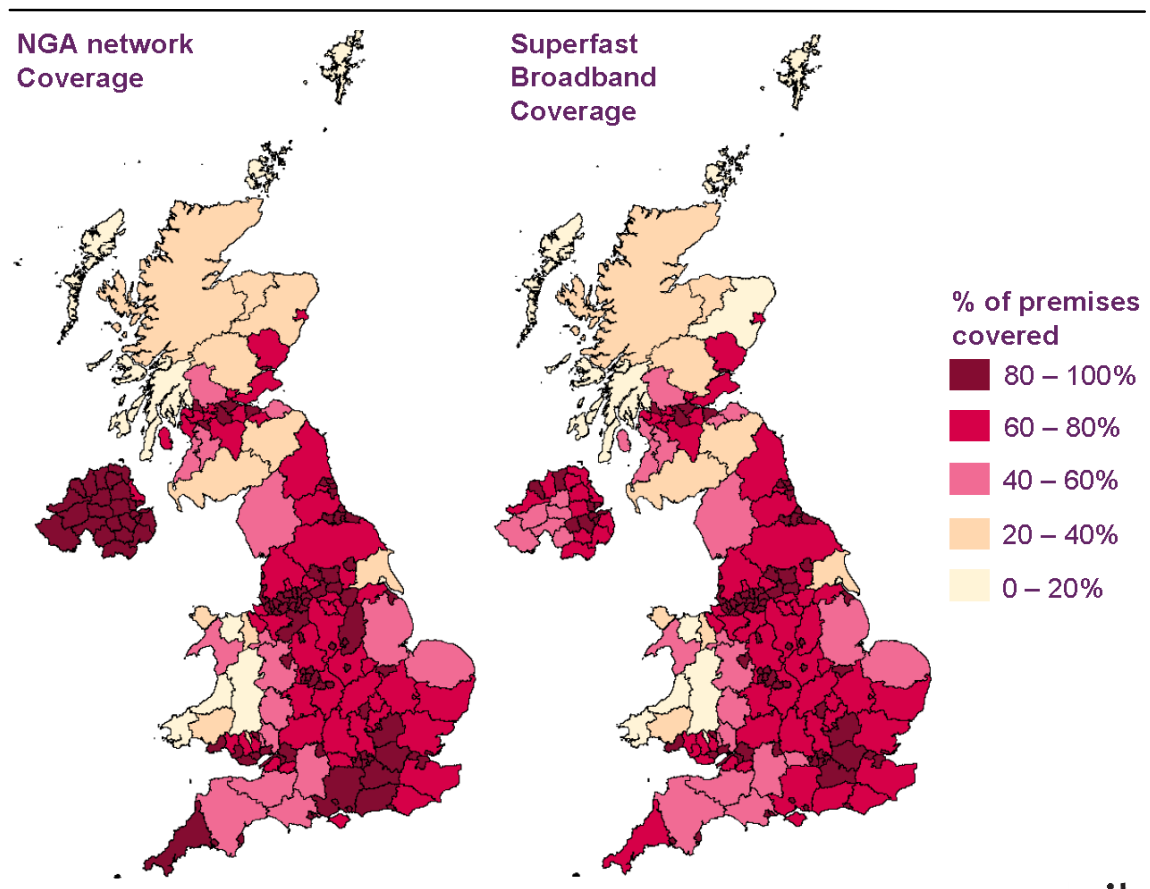 NGA network
Coverage
Superfast
Broadband
Coverage
% of premises
covered
80 – 100%
60 – 80%
40 – 60%
20 – 40%
0 – 20%